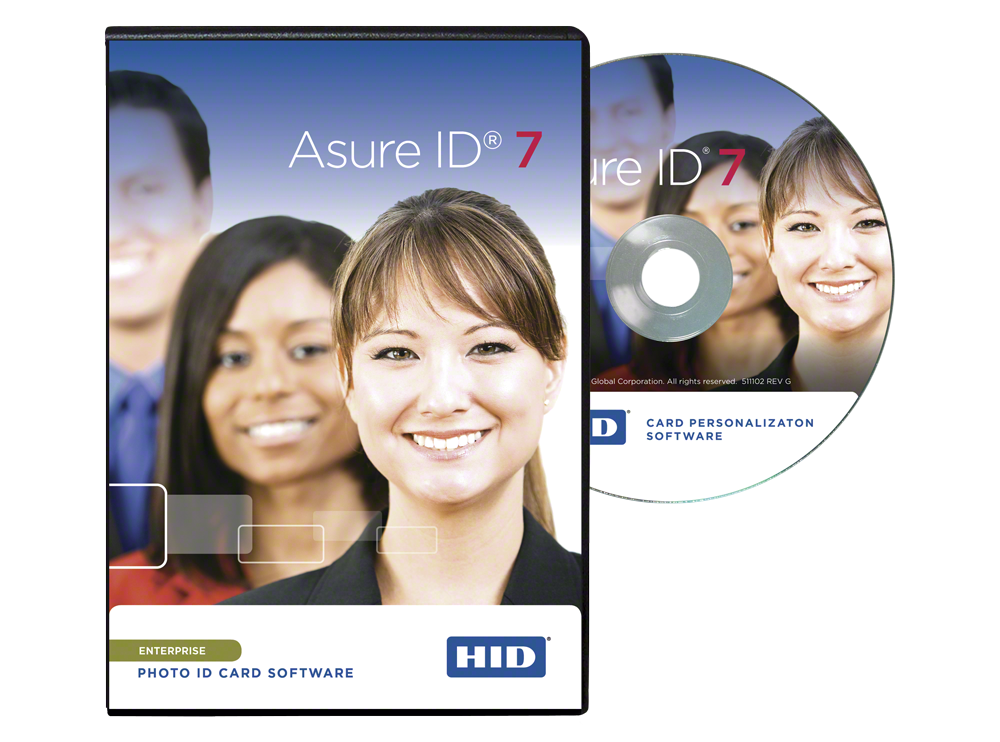 Asure ID® 7
ENTERPRISE
PHOTO ID CARD SOFTWARE
HID®
ure ID® 7
Global Corporation. All rights reserved. 511102 REV G
D®
CARD PERSONALIZATON
SOFTWARE